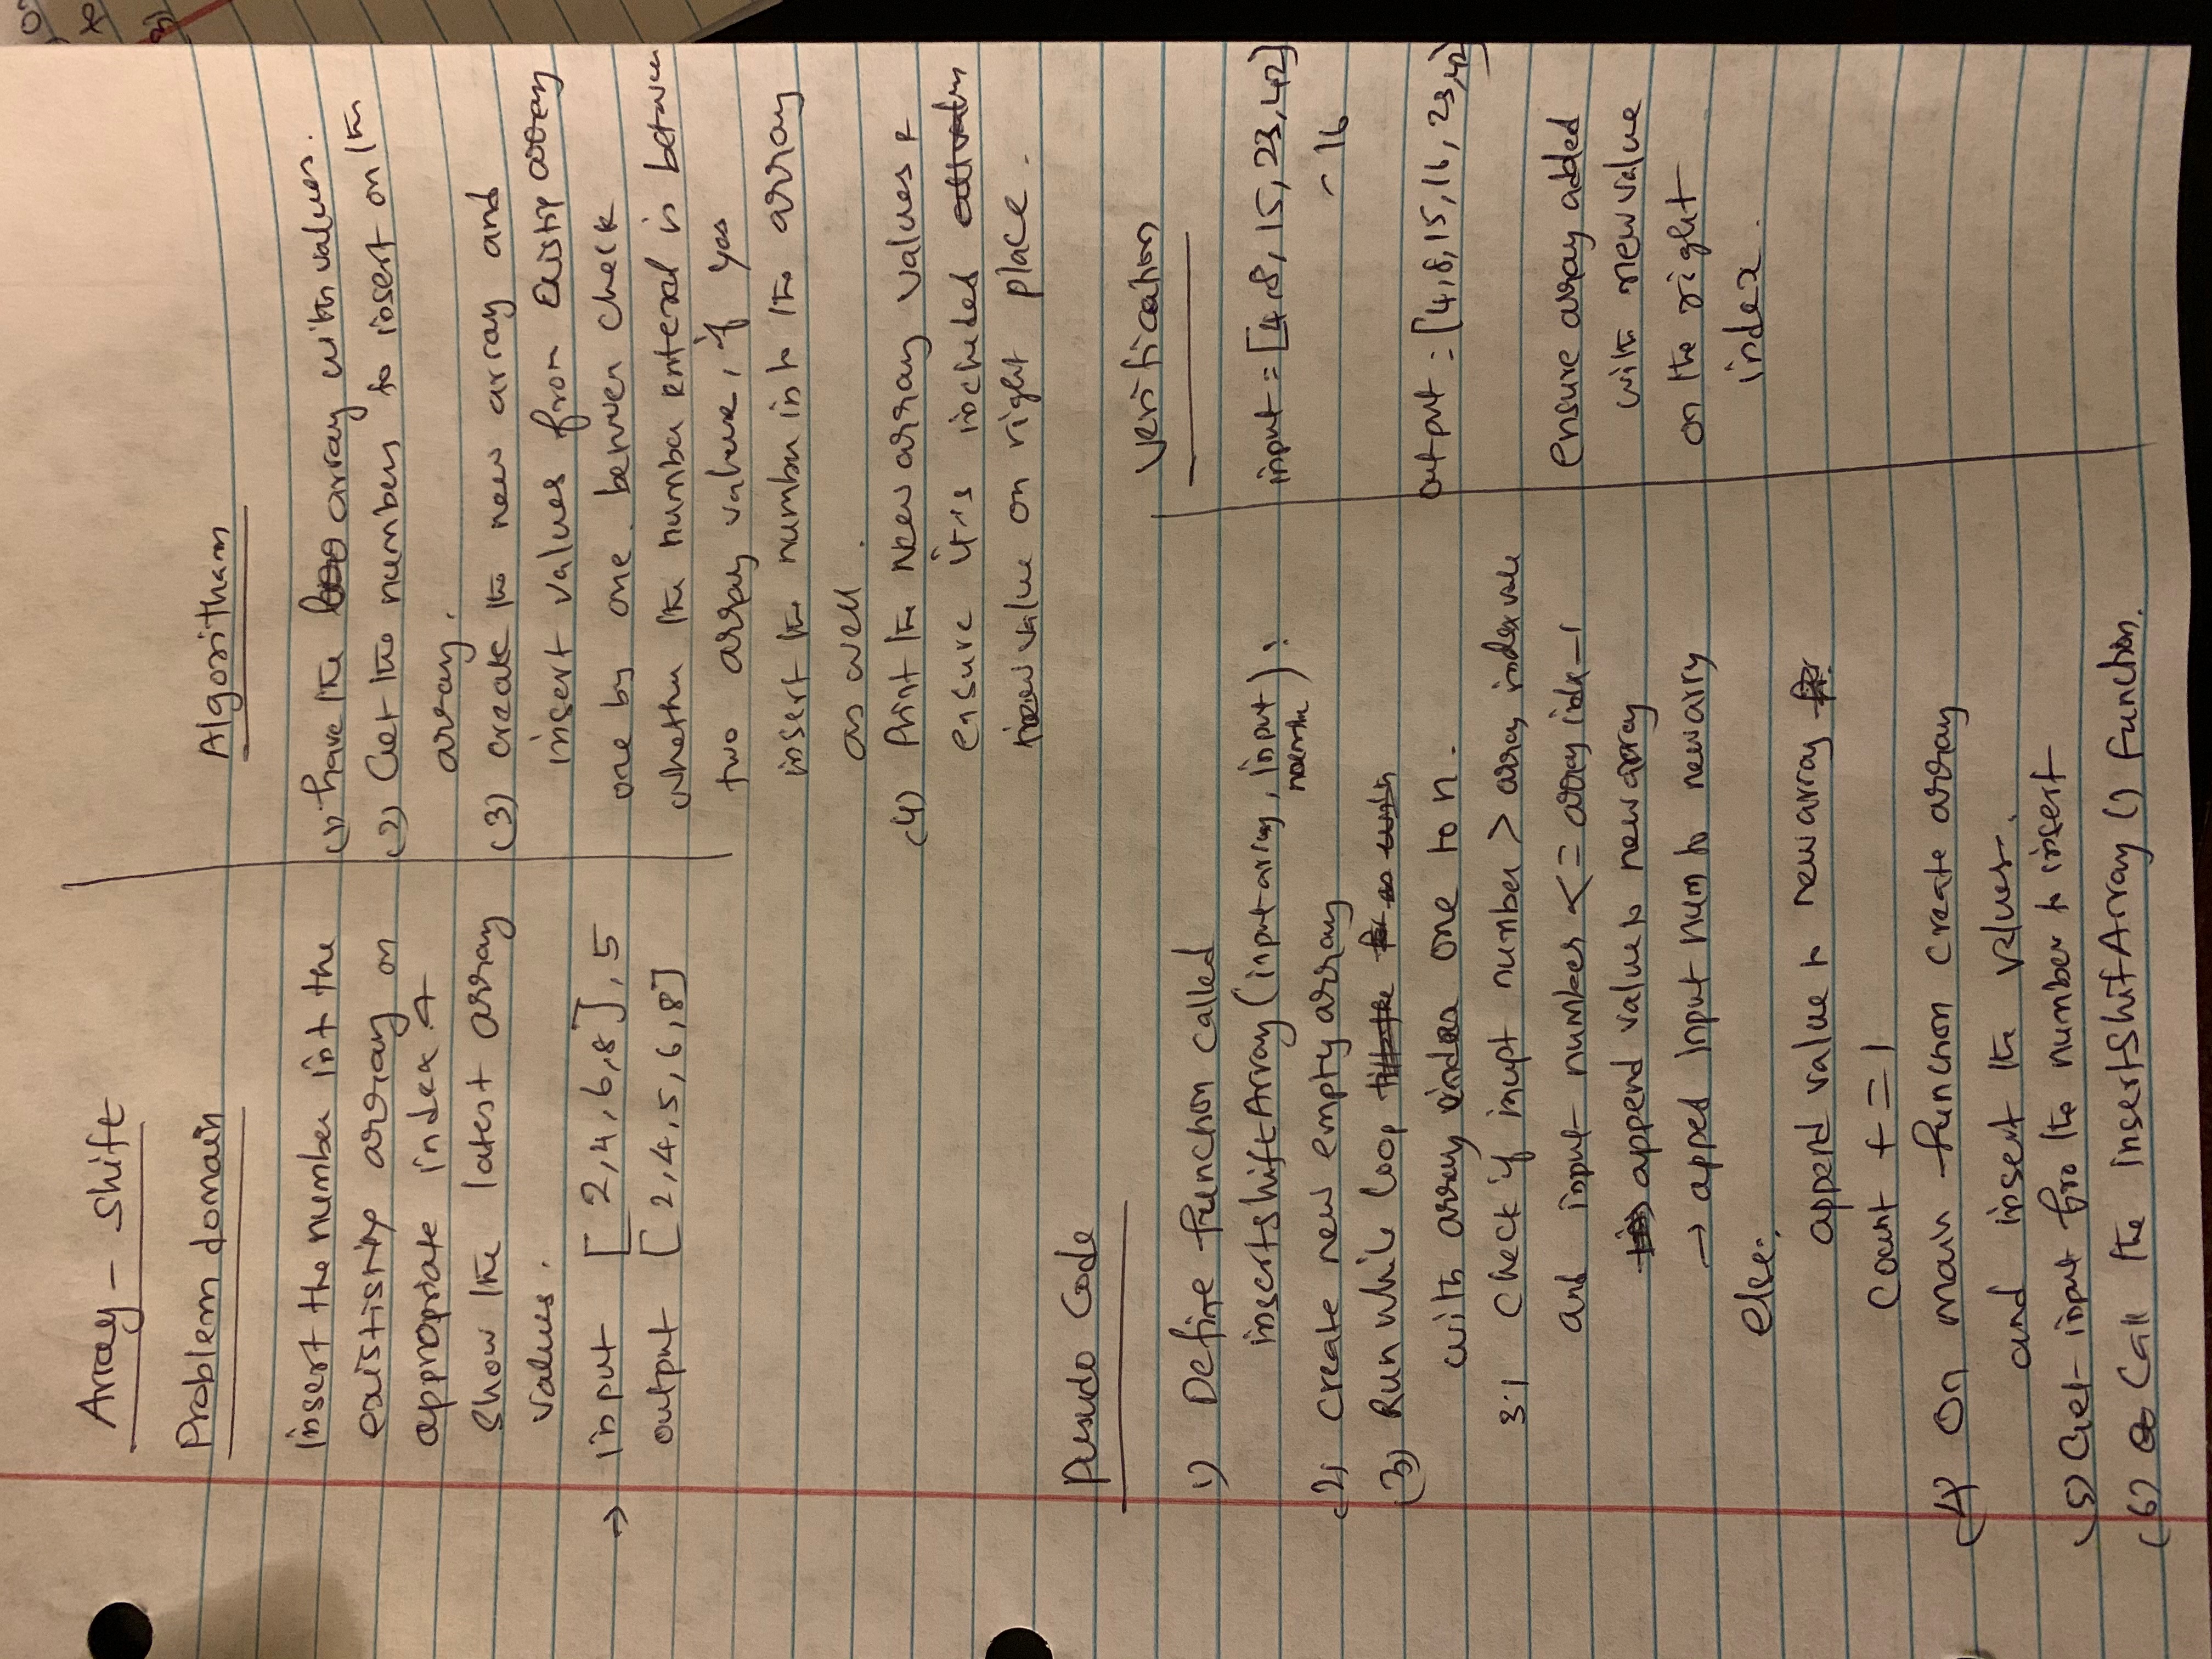 Array - Shift
Problem domain
insert the number int the
existisitng array on
appropriate index &
show the latest array
values.
→ input [2,4,6,8], 5
output [2,4,5,6,8]
Algoritham
(1) have the array with values.
(2) Get the numbers to insert on the
array.
(3) create the new array and
insert values from existing array
one by one. between check
whether the number entered is between
two array value, if yes
insert the number into the array
as well.
(4) Print the New array values &
ensure it's included
new value on right place.
Pusudo Code
1) Define function called
insertshiftArray (input array, input
number):
(2) create new empty array
(3) Run while loop
with array index one to n.
3.1 Check if inupt number > array index value
and input number <= array indx-1
append value to new array
→ apped input num to newarry
else:
append value to new array
Count += 1
(4) On main function create array
and insert the values.
(5) Get input fro the number to insert
(6) Call the insertShifArray () function.
Verification
input = [4,8, 15, 23, 42]
- 16
output = [4,8,15,16, 23,42]
ensure array added
with new value
on the right
index.